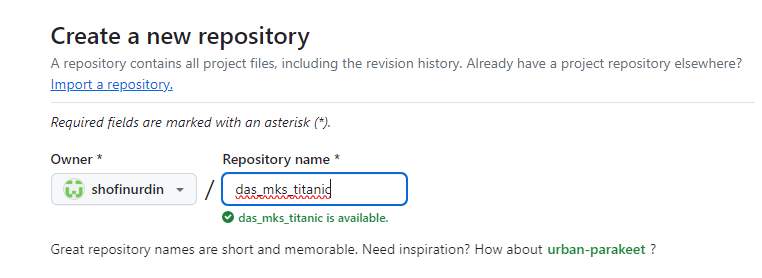 Create a new repository
A repository contains all project files, including the revision history. Already have a project repository elsewhere?
Import a repository.
Required fields are marked with an asterisk (*).
Owner * Repository name *
shofinurdin / das_mks_titanic
das_mks_titanic is available.
Great repository names are short and memorable. Need inspiration? How about urban-parakeet ?